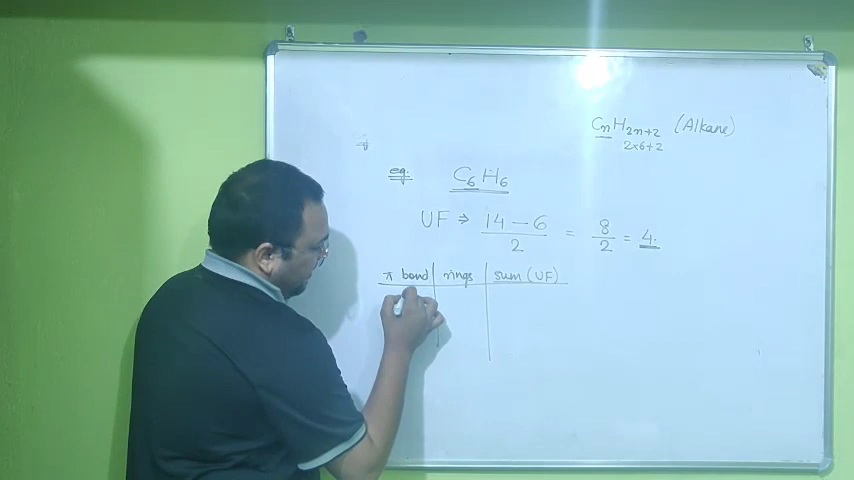 CnH2n+2 (Alkane)
2x6+2
eg. C6H6
UF ⇒ 14 - 6 / 2 = 8 / 2 = 4.
π bond rings sum (UF)